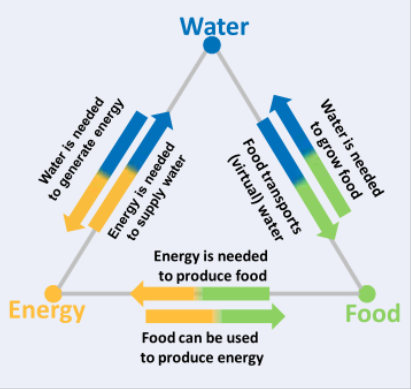 Water
Water is needed
to generate energy
Energy is needed
to supply water
Food transports
(virtual) water
Water is needed
to grow food
Energy is needed
to produce food
Energy
Food
Food can be used
to produce energy